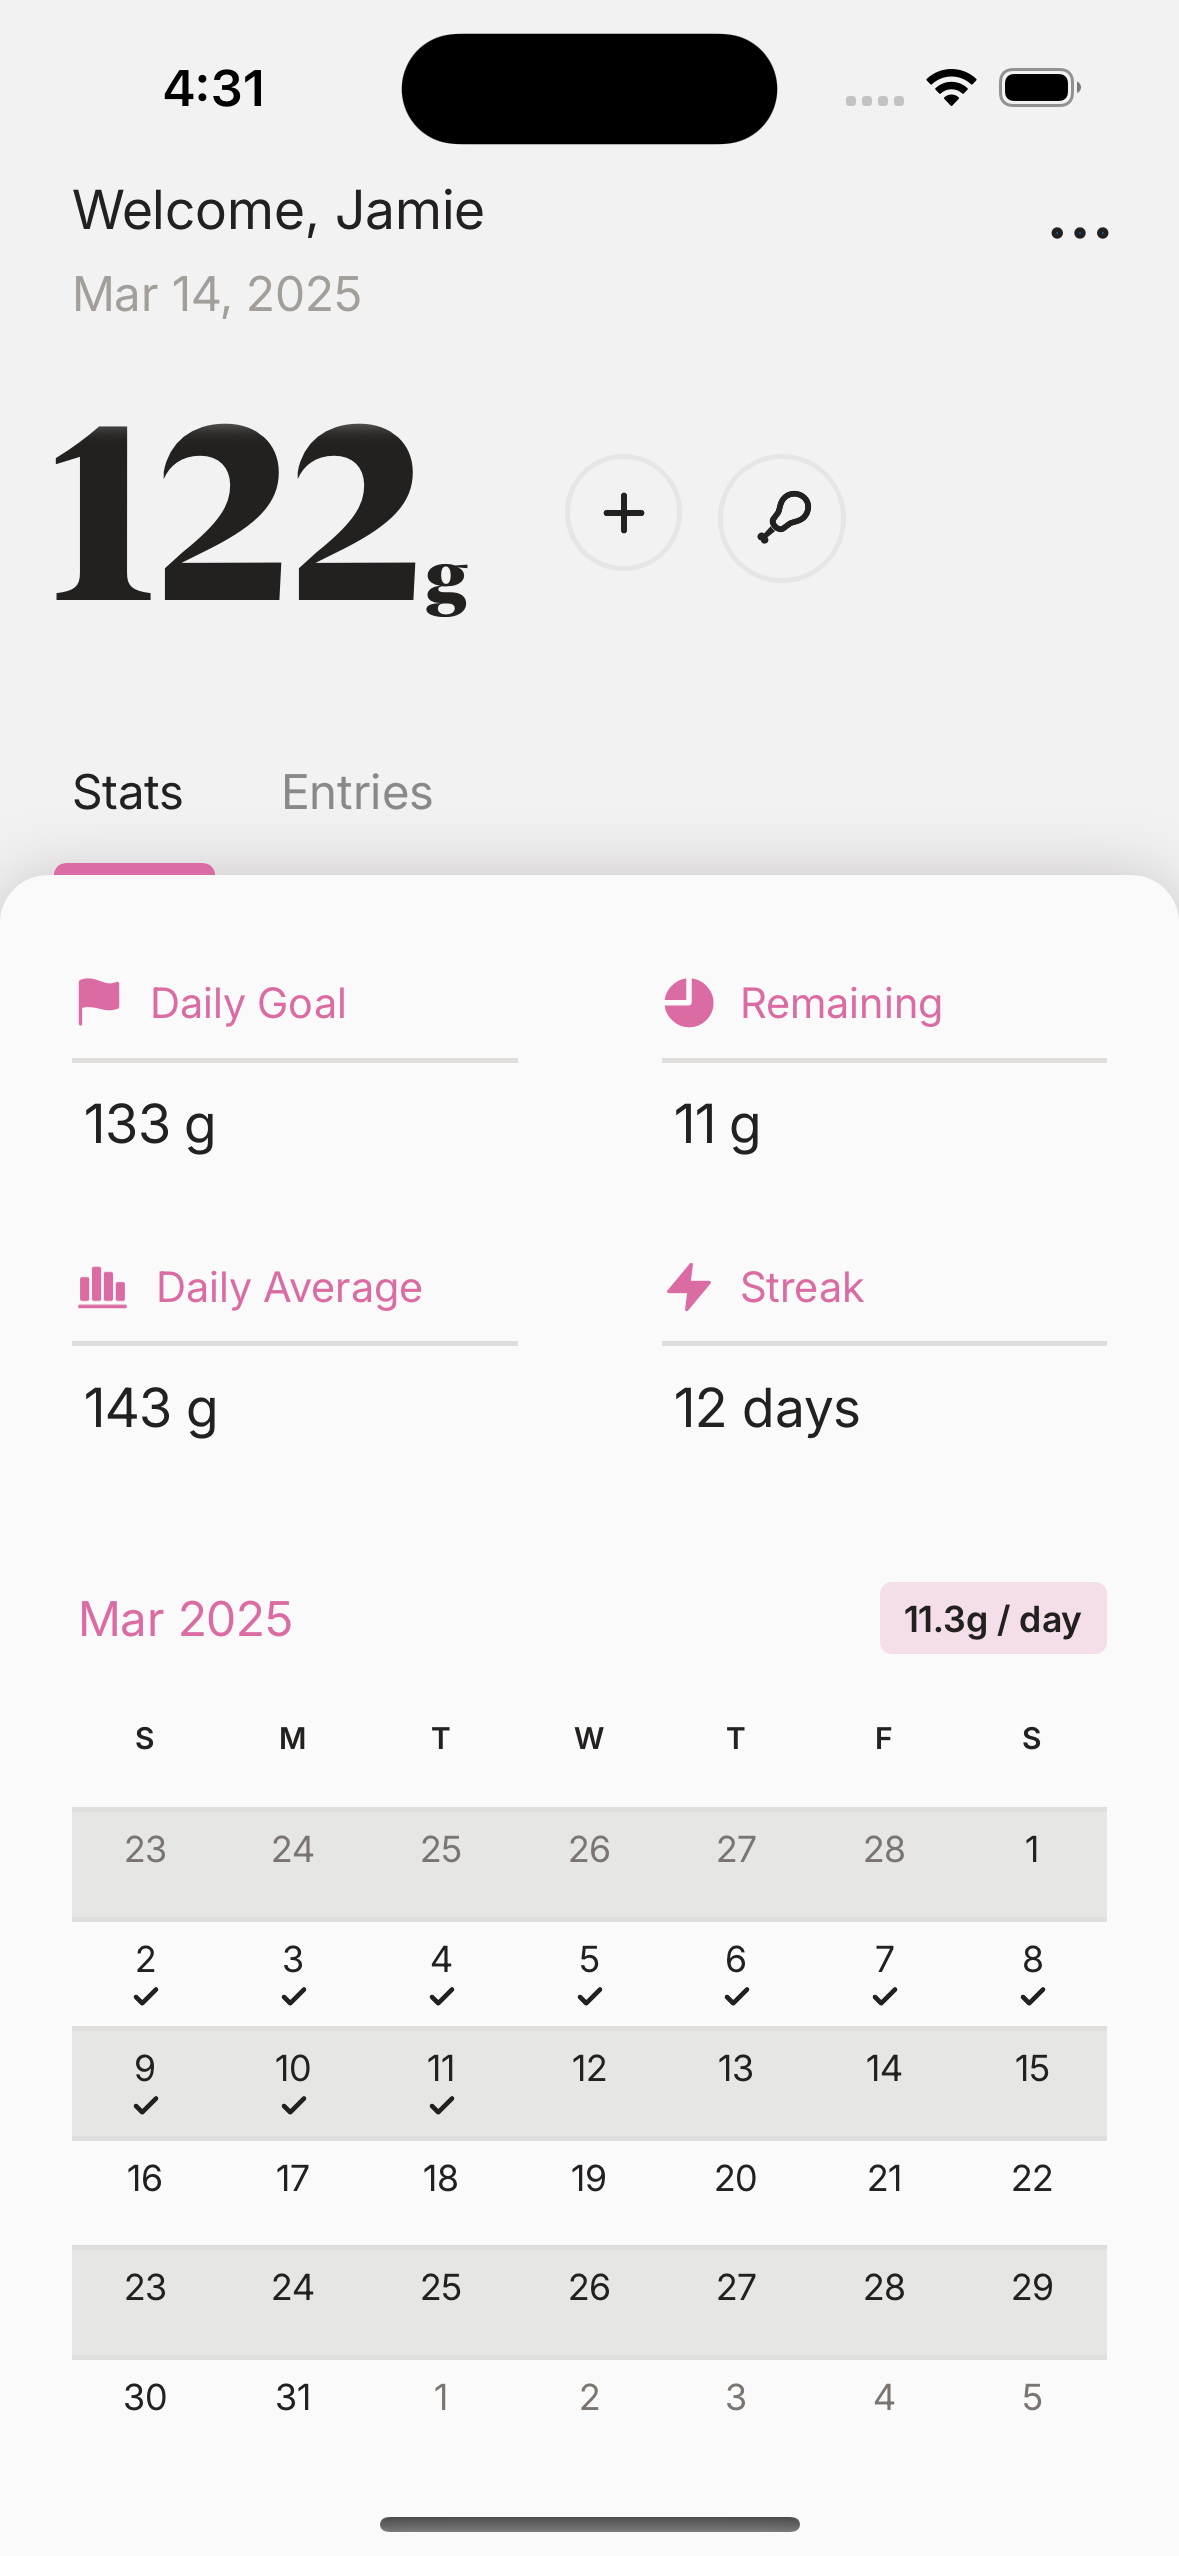 4:31
Welcome, Jamie
Mar 14, 2025
122g
Stats Entries
Daily Goal Remaining
133 g 11 g
Daily Average Streak
143 g 12 days
Mar 2025 11.3g / day
S M T W T F S
23 24 25 26 27 28 1
2 3 4 5 6 7 8
9 10 11 12 13 14 15
16 17 18 19 20 21 22
23 24 25 26 27 28 29
30 31 1 2 3 4 5